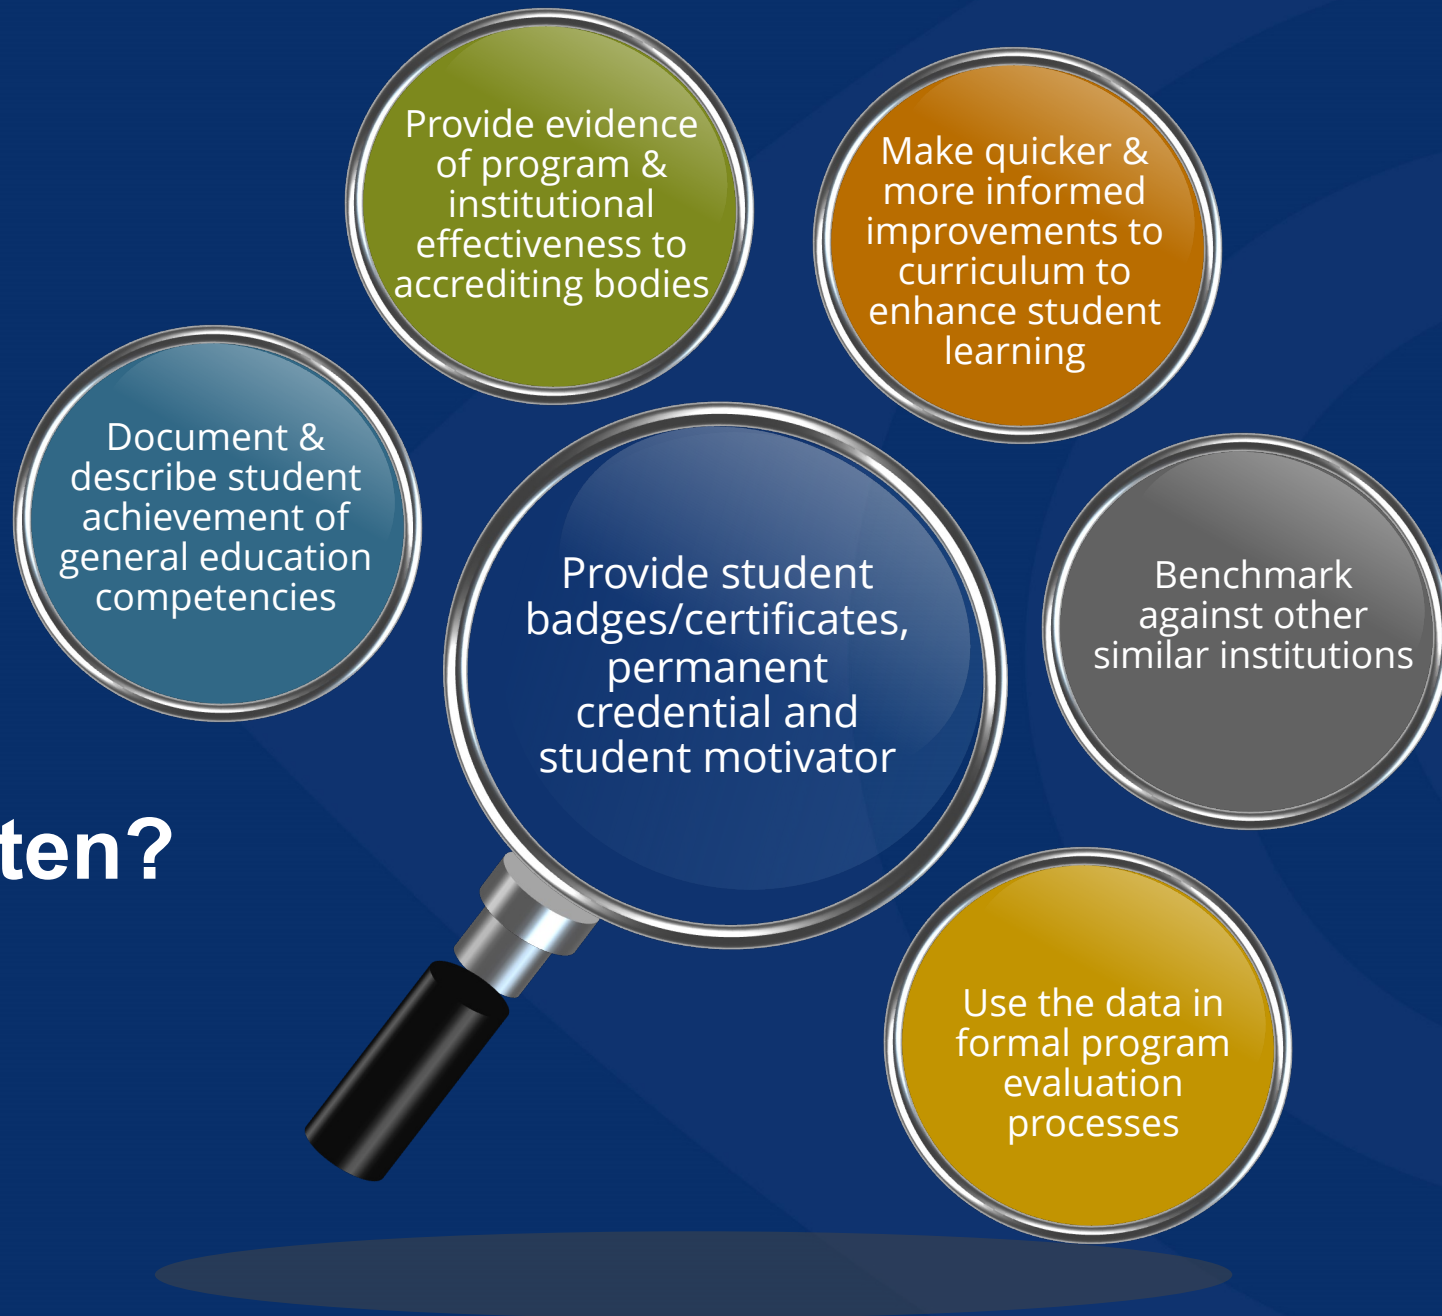 Provide evidence
of program &
institutional
effectiveness to
accrediting bodies
Make quicker &
more informed
improvements to
curriculum to
enhance student
learning
Document &
describe student
achievement of
general education
competencies
Provide student
badges/certificates,
permanent
credential and
student motivator
Benchmark
against other
similar institutions
ten?
Use the data in
formal program
evaluation
processes